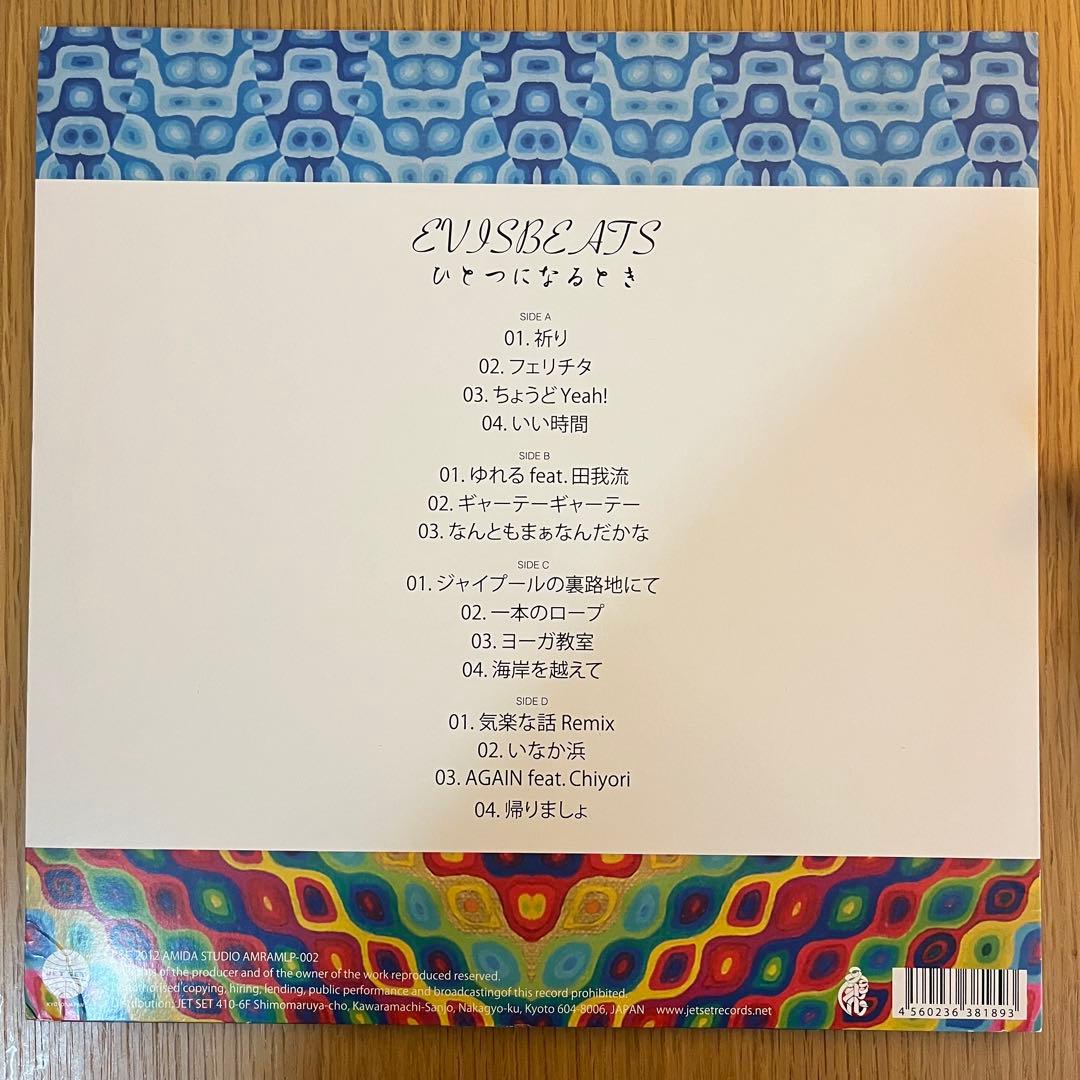 EVISBEATS
ひとつになるとき
SIDE A
01. 祈り
02. フェリチタ
03. ちょうどYeah!
04. いい時間
SIDE B
01. ゆれる feat. 田我流
02. ギャーテーギャーテー
03. なんともまぁなんだかな
SIDE C
01. ジャイプールの裏路地にて
02. 一本のロープ
03. ヨーガ教室
04. 海岸を越えて
SIDE D
01. 気楽な話 Remix
02. いなか浜
03. AGAIN feat. Chiyori
04. 帰りましょ
2012 AMIDA STUDIO AMRAMLP-002
of the producer and of the owner of the work reproduced reserved.
copying, hiring, lending, public performance and broadcastingof this record prohibited.
JET SET 410-6F Shimomaruya-cho, Kawaramachi-Sanjo, Nakagyo-ku, Kyoto 604-8006, JAPAN www.jetsetrecords.net
JET SET
4 560236 381893